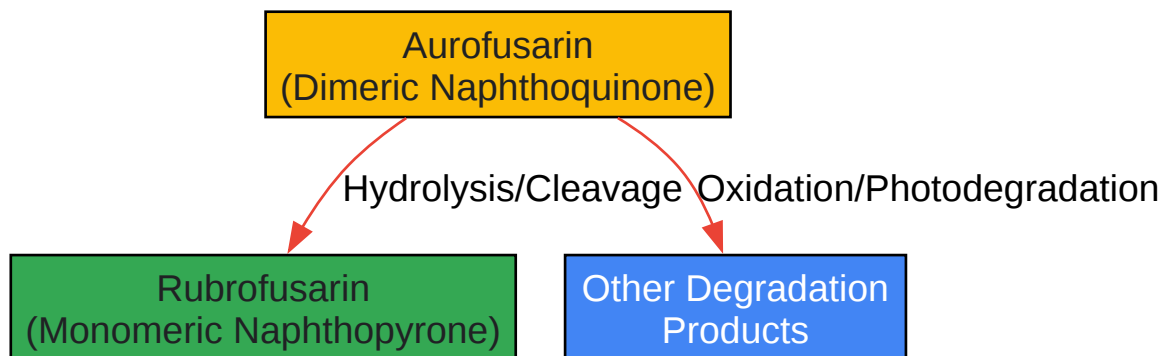 Aurofusarin
(Dimeric Naphthoquinone)
Hydrolysis/Cleavage
Oxidation/Photodegradation
Rubrofusarin
(Monomeric Naphthopyrone)
Other Degradation
Products